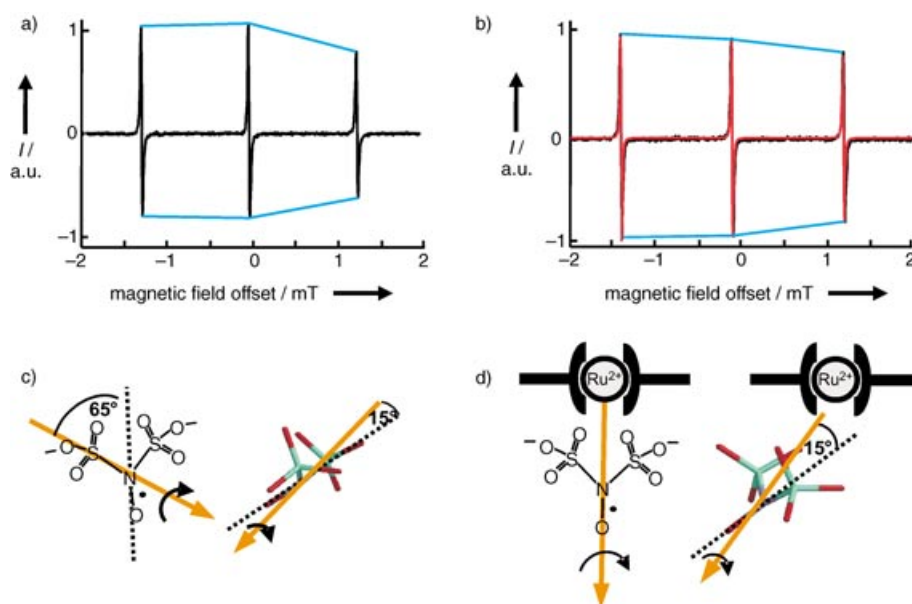 a)
1
0
−1
I /
a.u.
−2 −1 0 1 2
magnetic field offset / mT
b)
1
0
−1
I /
a.u.
−2 −1 0 1 2
magnetic field offset / mT
c)
65°
−O
O
S
O
O
S
O−
O
N•
O
15°
d)
Ru2+
−O
O
S
O
O
S
O−
O
N•
O
Ru2+
15°